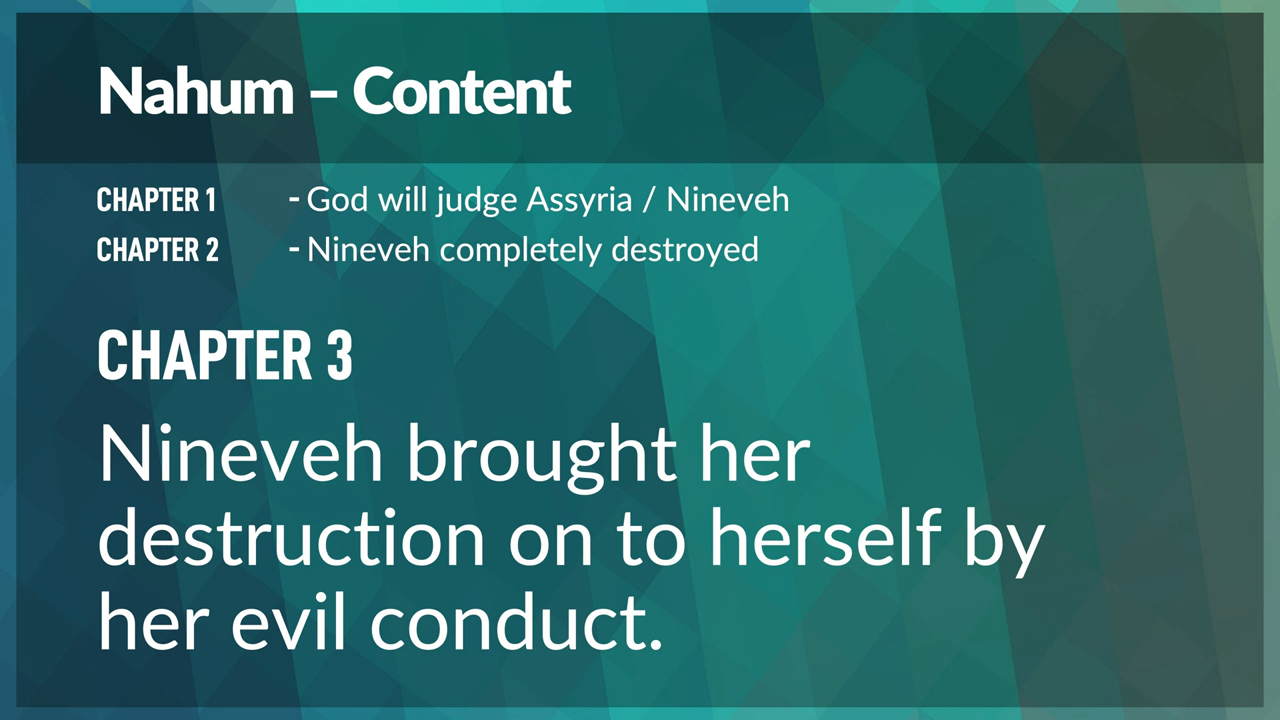 Nahum – Content
CHAPTER 1 - God will judge Assyria / Nineveh
CHAPTER 2 - Nineveh completely destroyed
CHAPTER 3
Nineveh brought her
destruction on to herself by
her evil conduct.